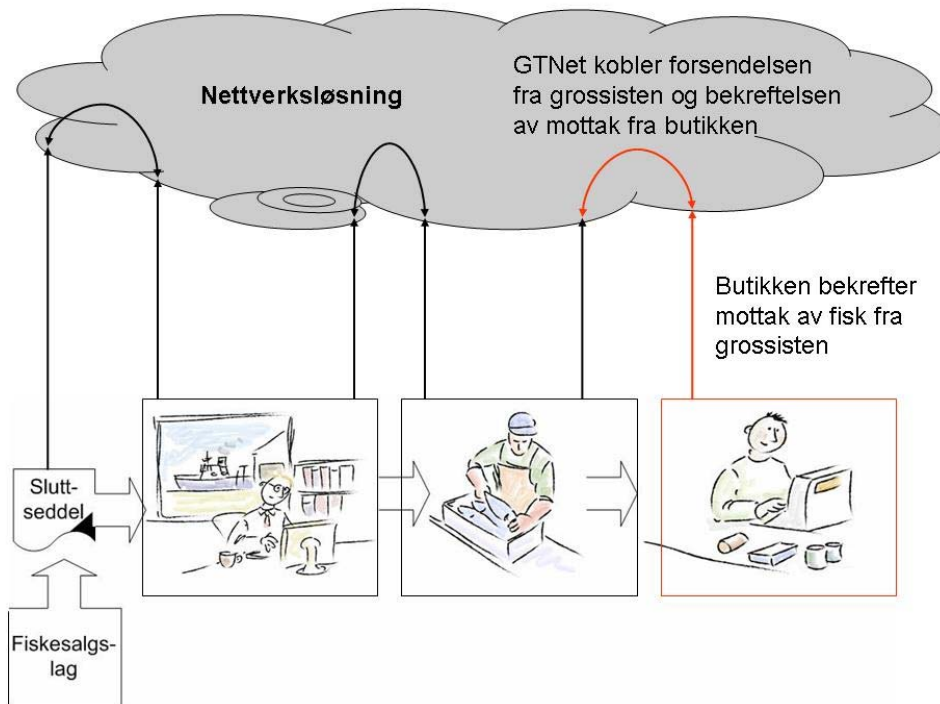 Nettverksløsning
GTNet kobler forsendelsen
fra grossisten og bekreftelsen
av mottak fra butikken
Butikken bekrefter
mottak av fisk fra
grossisten
Slutt-
seddel
Fiskesalgs-
lag